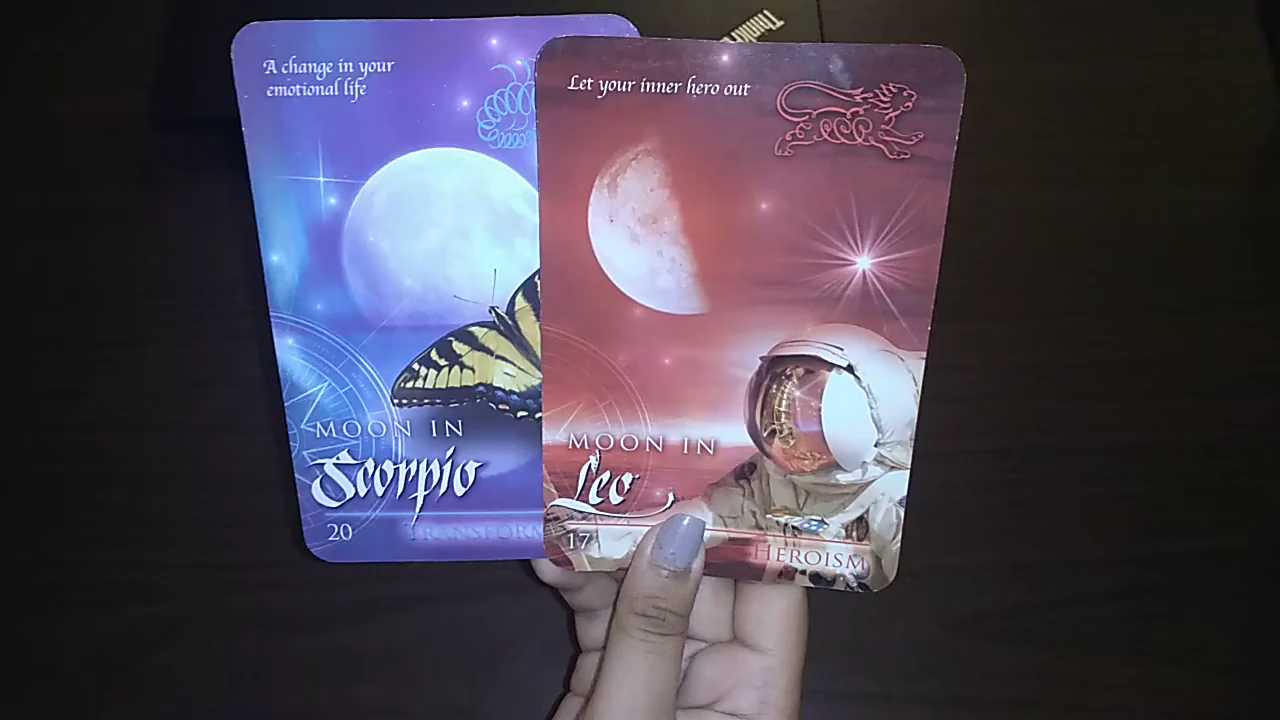 A change in your
emotional life
MOON IN
Scorpio
20
TRANSFORM
Let your inner hero out
MOON IN
Leo
17
HEROISM